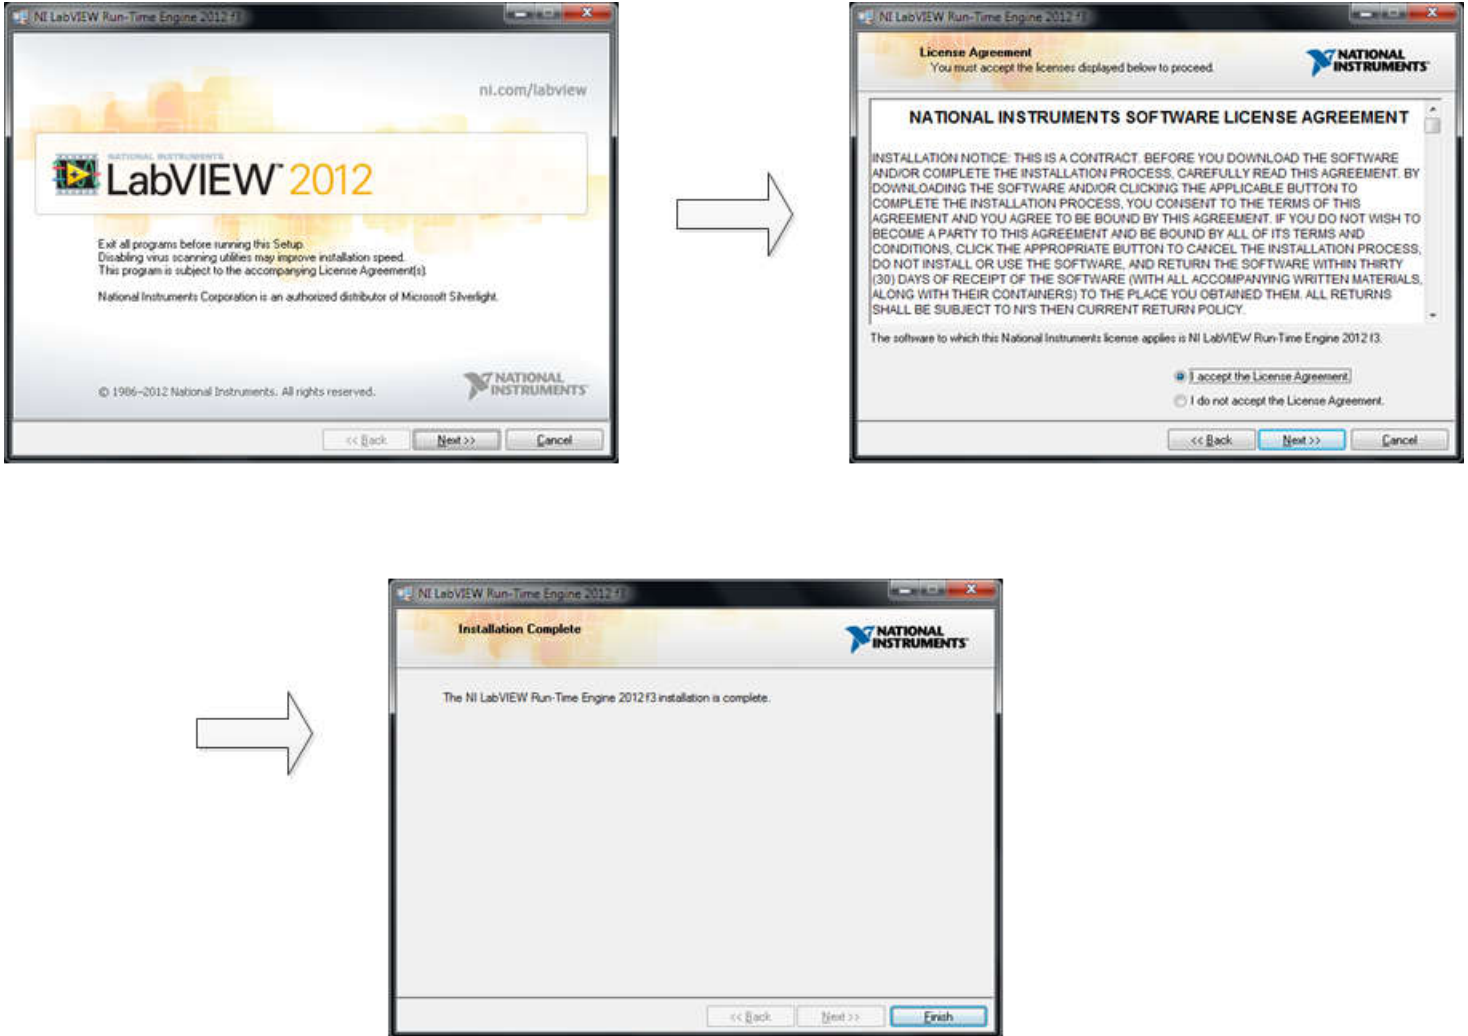 NI LabVIEW Run-Time Engine 2012 f3
ni.com/labview
NATIONAL INSTRUMENTS
LabVIEW™ 2012
Exit all programs before running this Setup.
Disabling virus scanning utilities may improve installation speed.
This program is subject to the accompanying License Agreement(s).
National Instruments Corporation is an authorized distributor of Microsoft Silverlight.
© 1986–2012 National Instruments. All rights reserved.
NATIONAL
INSTRUMENTS
<< Back Next >> Cancel
NI LabVIEW Run-Time Engine 2012 f3
License Agreement
You must accept the licenses displayed below to proceed.
NATIONAL
INSTRUMENTS
NATIONAL INSTRUMENTS SOFTWARE LICENSE AGREEMENT
INSTALLATION NOTICE: THIS IS A CONTRACT. BEFORE YOU DOWNLOAD THE SOFTWARE
AND/OR COMPLETE THE INSTALLATION PROCESS, CAREFULLY READ THIS AGREEMENT. BY
DOWNLOADING THE SOFTWARE AND/OR CLICKING THE APPLICABLE BUTTON TO
COMPLETE THE INSTALLATION PROCESS, YOU CONSENT TO THE TERMS OF THIS
AGREEMENT AND YOU AGREE TO BE BOUND BY THIS AGREEMENT. IF YOU DO NOT WISH TO
BECOME A PARTY TO THIS AGREEMENT AND BE BOUND BY ALL OF ITS TERMS AND
CONDITIONS, CLICK THE APPROPRIATE BUTTON TO CANCEL THE INSTALLATION PROCESS,
DO NOT INSTALL OR USE THE SOFTWARE, AND RETURN THE SOFTWARE WITHIN THIRTY
(30) DAYS OF RECEIPT OF THE SOFTWARE (WITH ALL ACCOMPANYING WRITTEN MATERIALS,
ALONG WITH THEIR CONTAINERS) TO THE PLACE YOU OBTAINED THEM. ALL RETURNS
SHALL BE SUBJECT TO NI'S THEN CURRENT RETURN POLICY.
The software to which this National Instruments license applies is NI LabVIEW Run-Time Engine 2012 f3.
I accept the License Agreement.
I do not accept the License Agreement.
<< Back Next >> Cancel
NI LabVIEW Run-Time Engine 2012 f3
Installation Complete
NATIONAL
INSTRUMENTS
The NI LabVIEW Run-Time Engine 2012 f3 installation is complete.
<< Back Next >> Finish